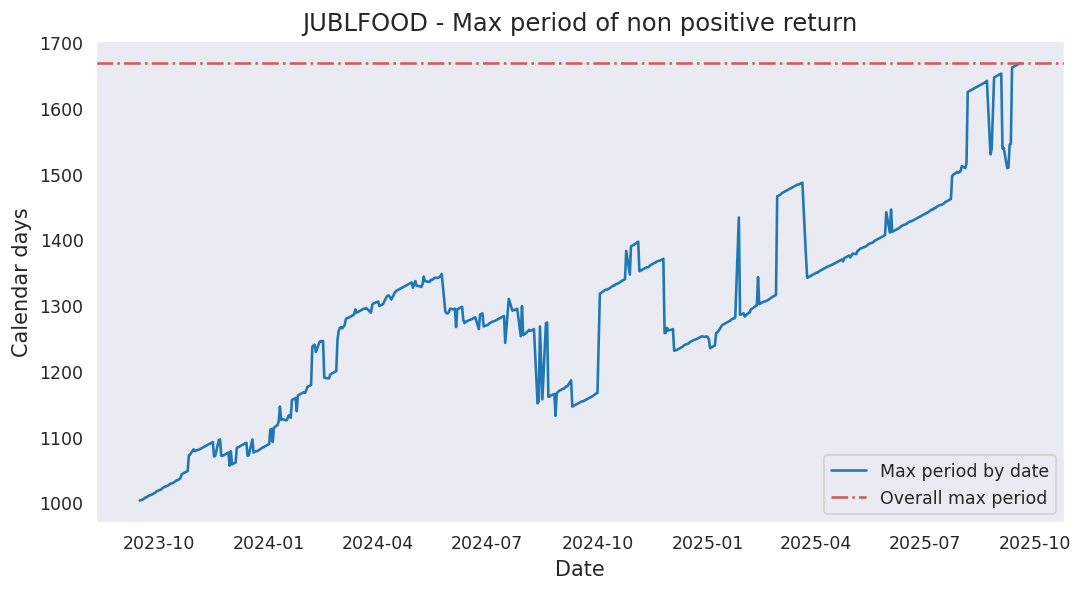 JUBLFOOD - Max period of non positive return
1700
1600
1500
1400
1300
1200
1100
1000
Calendar days
Max period by date
Overall max period
2023-10 2024-01 2024-04 2024-07 2024-10 2025-01 2025-04 2025-07 2025-10
Date